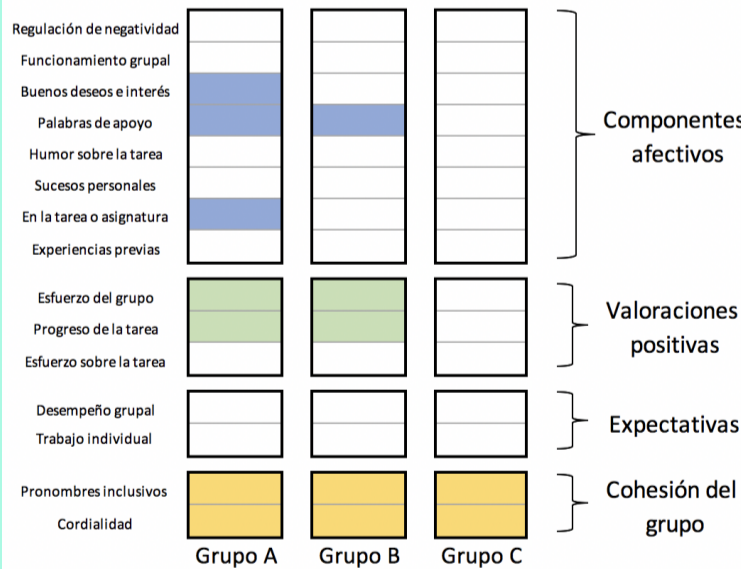 Regulación de negatividad
Funcionamiento grupal
Buenos deseos e interés
Palabras de apoyo
Humor sobre la tarea
Sucesos personales
En la tarea o asignatura
Experiencias previas
Componentes
afectivos
Esfuerzo del grupo
Progreso de la tarea
Esfuerzo sobre la tarea
Valoraciones
positivas
Desempeño grupal
Trabajo individual
Expectativas
Pronombres inclusivos
Cordialidad
Cohesión del
grupo
Grupo A Grupo B Grupo C